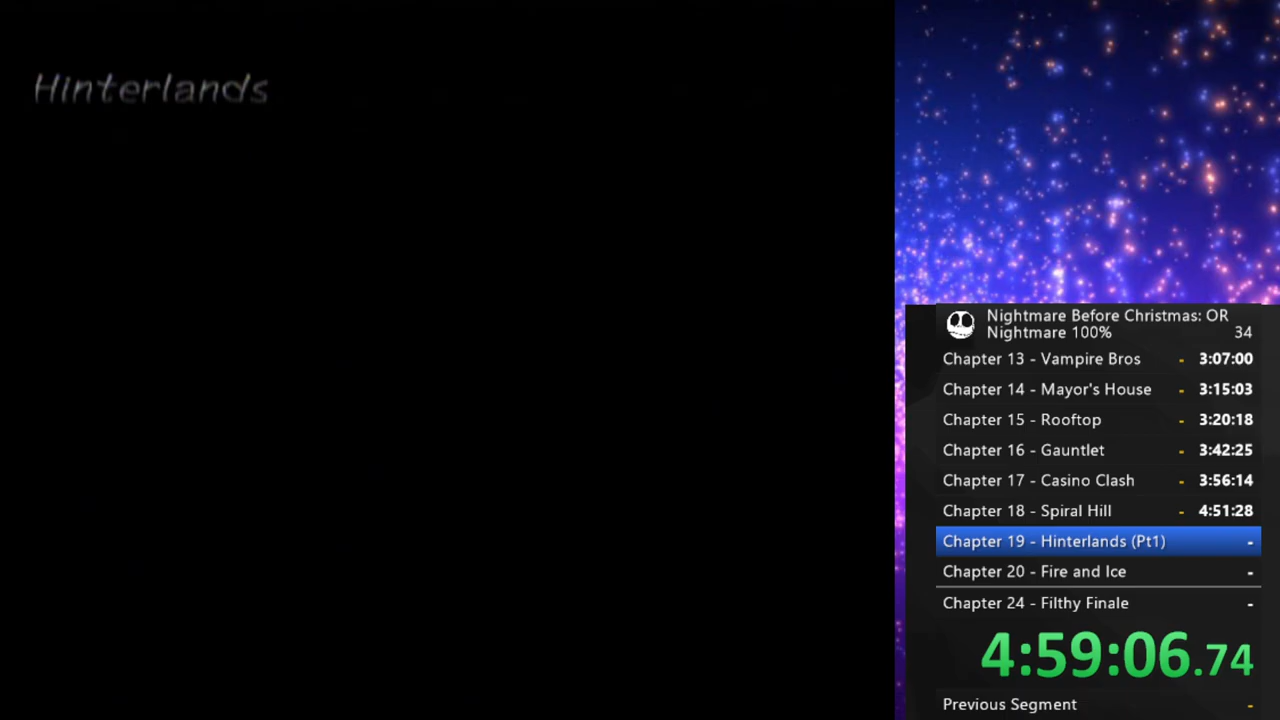 Hinterlands
Nightmare Before Christmas: OR
Nightmare 100% 34
Chapter 13 - Vampire Bros - 3:07:00
Chapter 14 - Mayor's House - 3:15:03
Chapter 15 - Rooftop - 3:20:18
Chapter 16 - Gauntlet - 3:42:25
Chapter 17 - Casino Clash - 3:56:14
Chapter 18 - Spiral Hill - 4:51:28
Chapter 19 - Hinterlands (Pt1) -
Chapter 20 - Fire and Ice -
Chapter 24 - Filthy Finale -
4:59:06.74
Previous Segment -